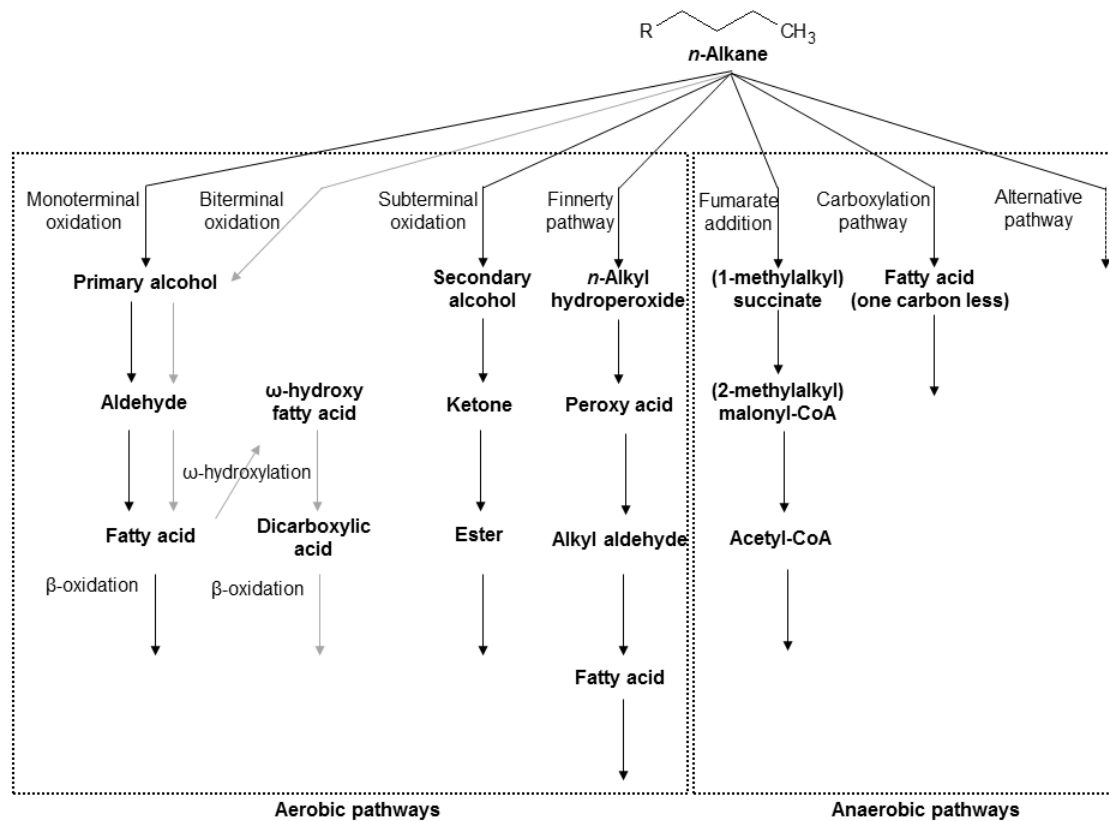 R
CH3
n-Alkane
Monoterminal
oxidation
Biterminal
oxidation
Subterminal
oxidation
Finnerty
pathway
Fumarate
addition
Carboxylation
pathway
Alternative
pathway
Primary alcohol
Secondary
alcohol
n-Alkyl
hydroperoxide
(1-methylalkyl)
succinate
Fatty acid
(one carbon less)
Aldehyde
ω-hydroxy
fatty acid
Ketone
Peroxy acid
(2-methylalkyl)
malonyl-CoA
ω-hydroxylation
Fatty acid
Dicarboxylic
acid
Ester
Alkyl aldehyde
Acetyl-CoA
β-oxidation
β-oxidation
Fatty acid
Aerobic pathways
Anaerobic pathways